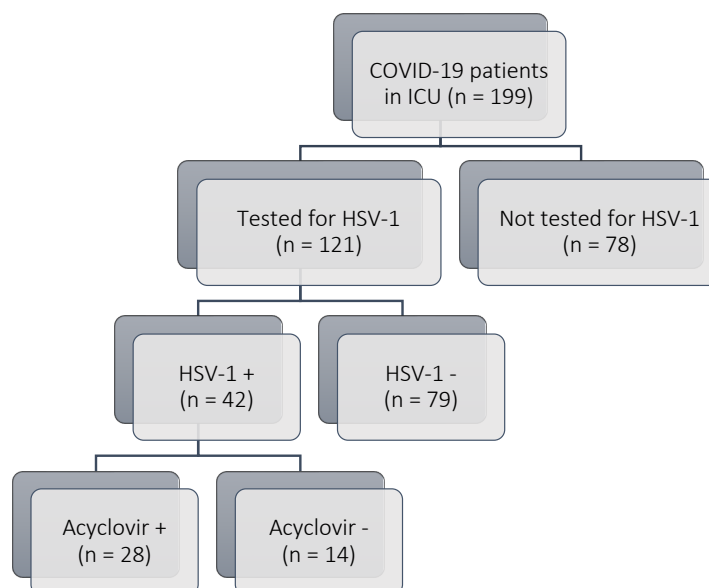 COVID-19 patients
in ICU (n = 199)
Tested for HSV-1
(n = 121)
Not tested for HSV-1
(n = 78)
HSV-1 +
(n = 42)
HSV-1 -
(n = 79)
Acyclovir +
(n = 28)
Acyclovir -
(n = 14)